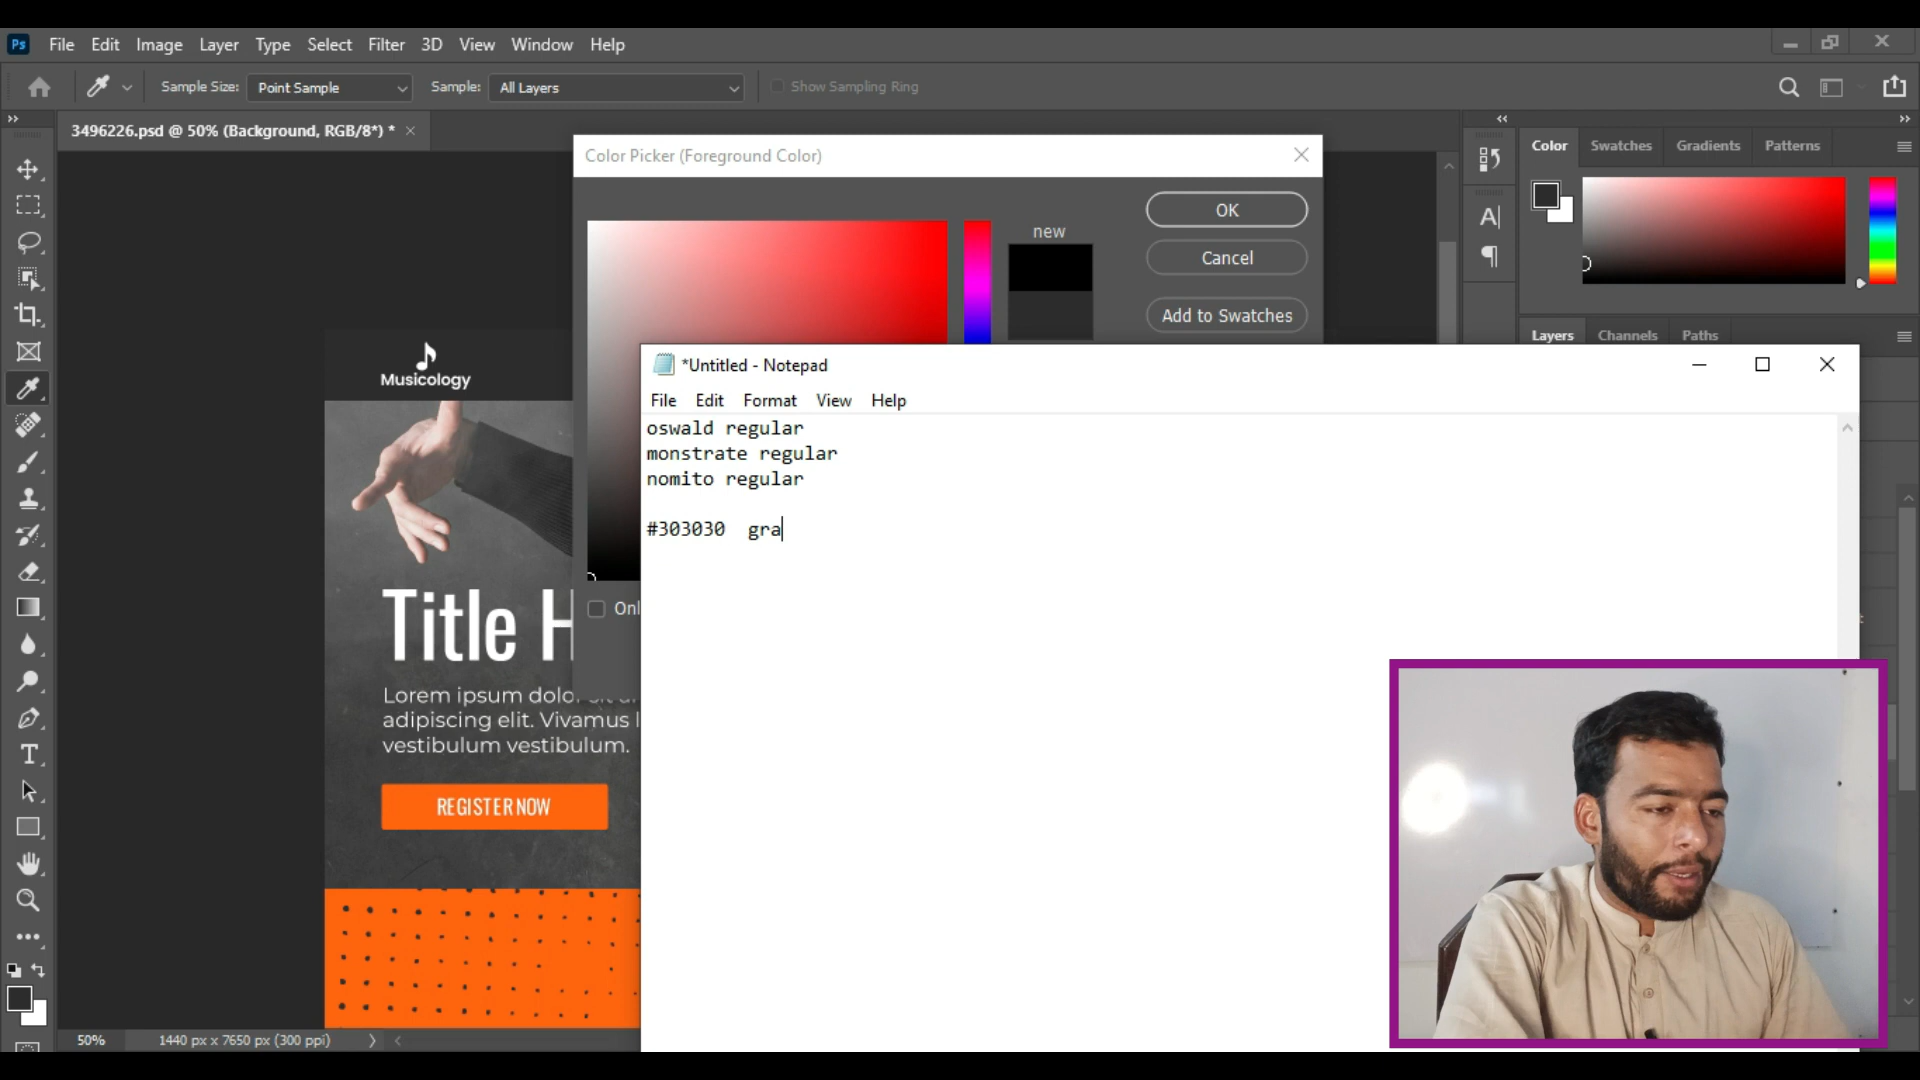 Ps File Edit Image Layer Type Select Filter 3D View Window Help
Sample Size: Point Sample Sample: All Layers Show Sampling Ring
3496226.psd @ 50% (Background, RGB/8*) *
Color Picker (Foreground Color)
new
OK
Cancel
Add to Swatches
Color Swatches Gradients Patterns
Layers Channels Paths
Musicology
Title H
Lorem ipsum dolo
adipiscing elit. Vivamus l
vestibulum vestibulum.
REGISTER NOW
Onl
*Untitled - Notepad
File Edit Format View Help
oswald regular
monstrate regular
nomito regular
#303030 gra
50% 1440 px x 7650 px (300 ppi)